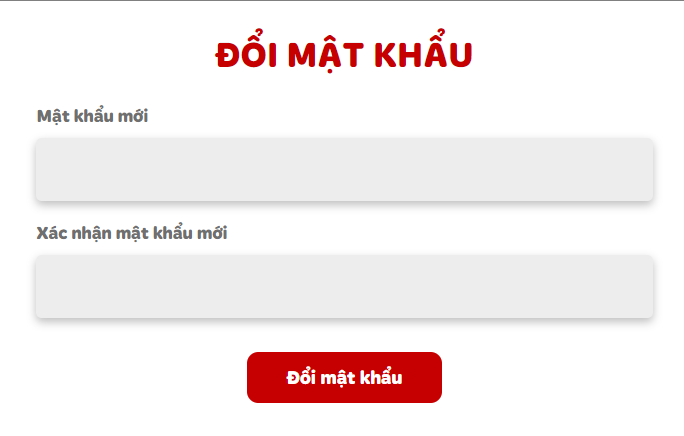 ĐỔI MẬT KHẨU
Mật khẩu mới
Xác nhận mật khẩu mới
Đổi mật khẩu